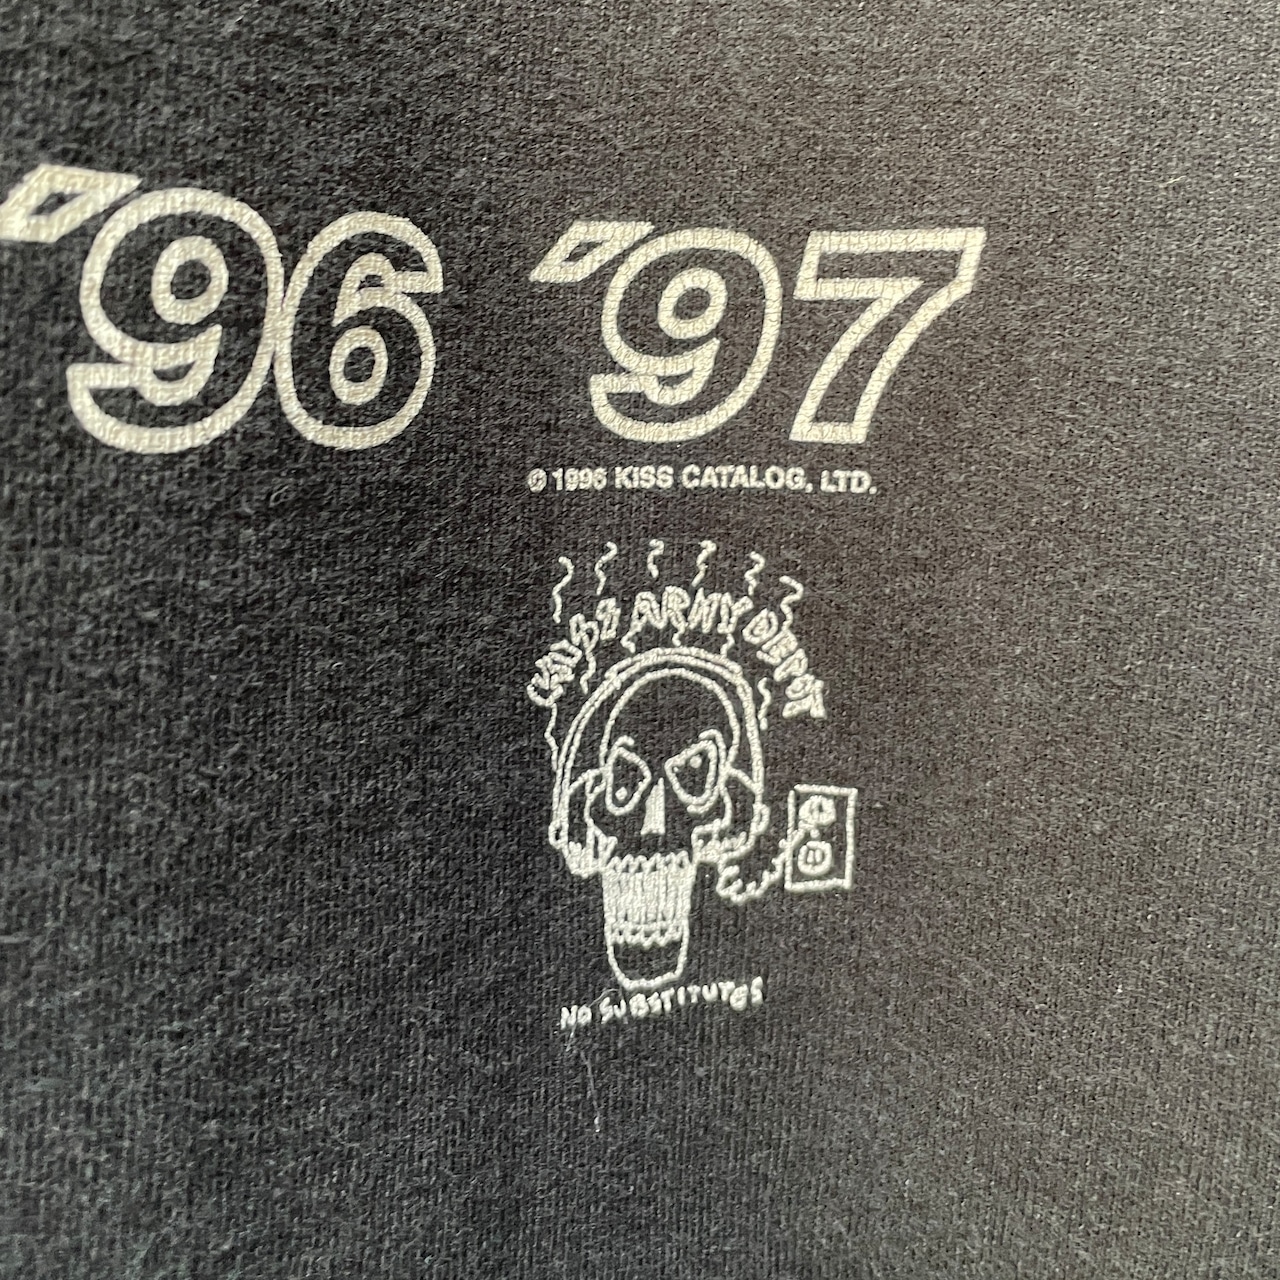 '96 '97
© 1996 KISS CATALOG, LTD.
KISS ARMY DEPOT
NO SUBSTITUTES